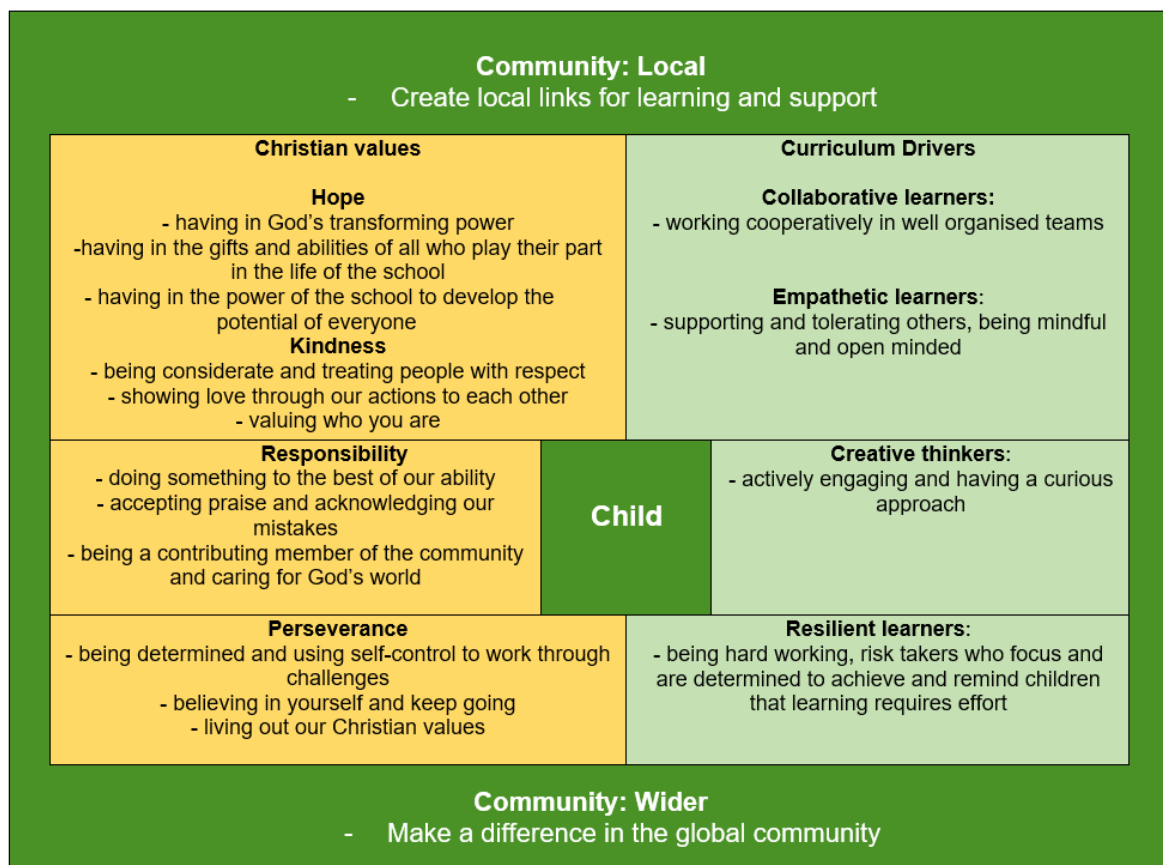 Community: Local
- Create local links for learning and support
Christian values
Hope
- having in God's transforming power
-having in the gifts and abilities of all who play their part
in the life of the school
- having in the power of the school to develop the
potential of everyone
Kindness
- being considerate and treating people with respect
- showing love through our actions to each other
- valuing who you are
Curriculum Drivers
Collaborative learners:
- working cooperatively in well organised teams
Empathetic learners:
- supporting and tolerating others, being mindful
and open minded
Responsibility
- doing something to the best of our ability
- accepting praise and acknowledging our
mistakes
- being a contributing member of the community
and caring for God's world
Child
Creative thinkers:
- actively engaging and having a curious
approach
Perseverance
- being determined and using self-control to work through
challenges
- believing in yourself and keep going
- living out our Christian values
Resilient learners:
- being hard working, risk takers who focus and
are determined to achieve and remind children
that learning requires effort
Community: Wider
- Make a difference in the global community